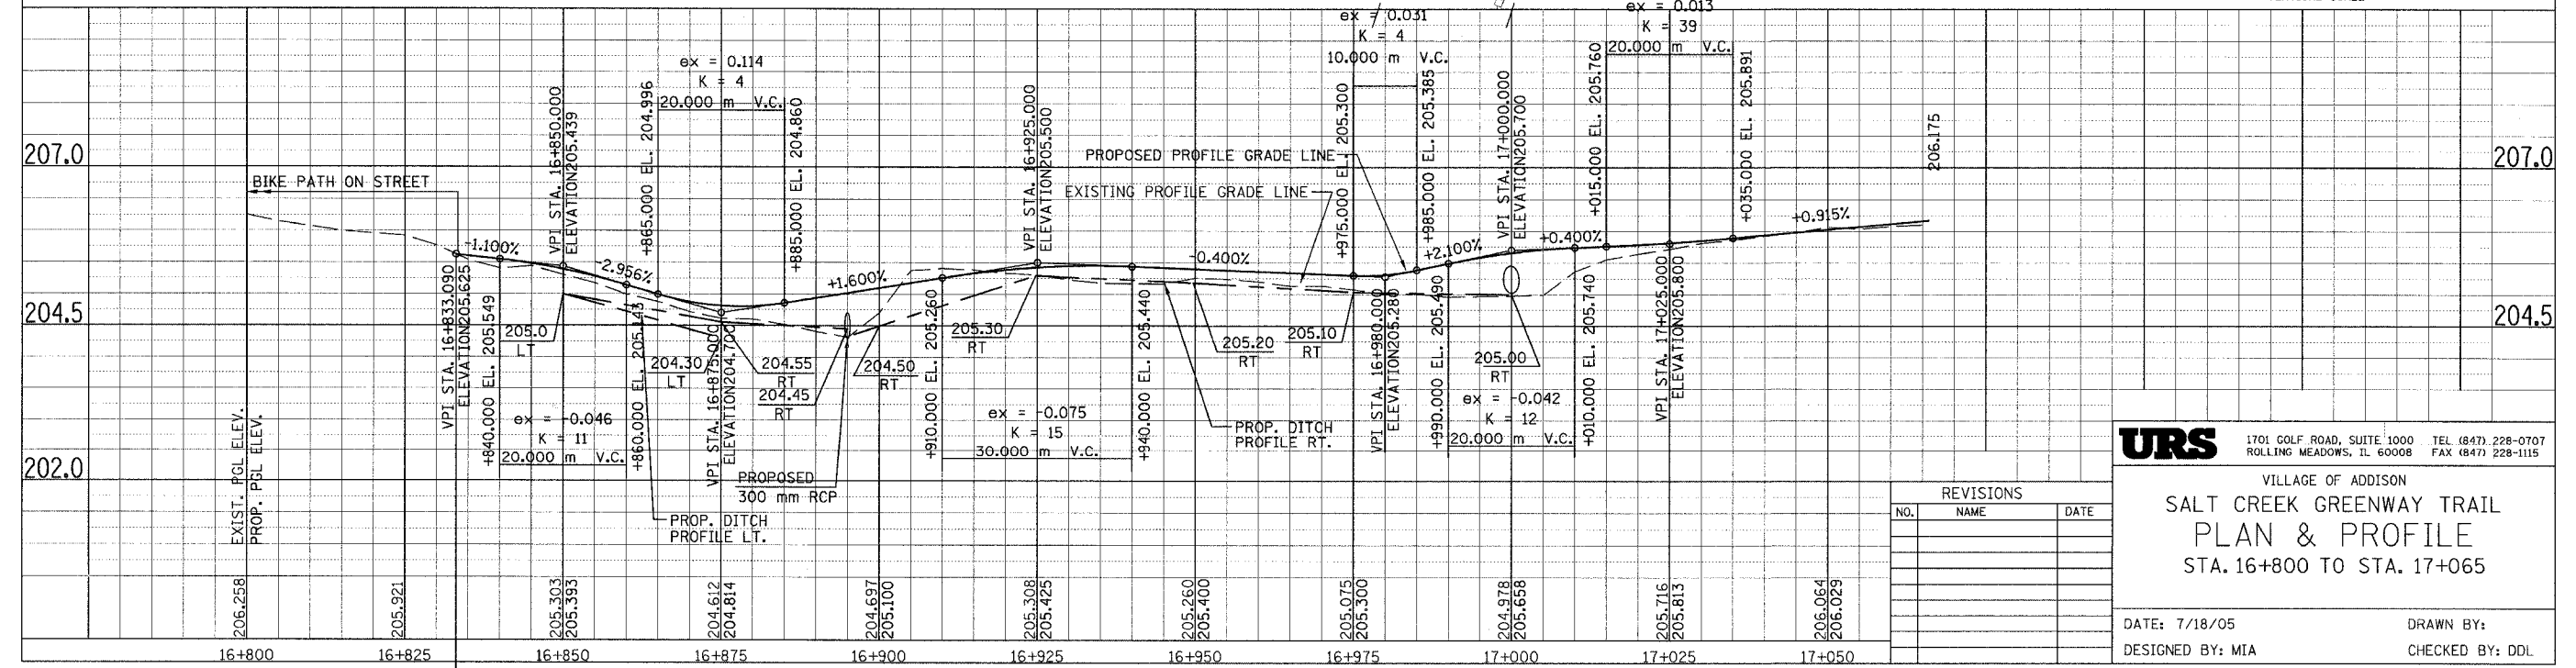 ex = 0.031
K = 4
10.000 m V.C.
ex = 0.013
K = 39
20.000 m V.C.
ex = 0.114
K = 4
20.000 m V.C.
207.0
207.0
204.5
204.5
202.0
BIKE PATH ON STREET
VPI STA. 16+833.090
ELEVATION205.625
-1.100%
+840.000 EL. 205.549
VPI STA. 16+850.000
ELEVATION205.439
205.0
LT
-2.956%
ex = -0.046
K = 11
20.000 m V.C.
+860.000 EL. 205.143
+865.000 EL. 204.996
204.30
LT
VPI STA. 16+875.000
ELEVATION204.700
204.55
RT
204.45
RT
+885.000 EL. 204.860
+1.600%
204.50
RT
PROPOSED
300 mm RCP
PROP. DITCH
PROFILE LT.
+910.000 EL. 205.260
205.30
RT
VPI STA. 16+925.000
ELEVATION205.500
ex = -0.075
K = 15
30.000 m V.C.
+940.000 EL. 205.440
-0.400%
PROPOSED PROFILE GRADE LINE
EXISTING PROFILE GRADE LINE
205.20
RT
205.10
RT
PROP. DITCH
PROFILE RT.
+975.000 EL. 205.300
VPI STA. 16+980.000
ELEVATION205.280
+985.000 EL. 205.385
+2.100%
+990.000 EL. 205.490
VPI STA. 17+000.000
ELEVATION205.700
205.00
RT
ex = -0.042
K = 12
20.000 m V.C.
+0.400%
+010.000 EL. 205.740
+015.000 EL. 205.760
VPI STA. 17+025.000
ELEVATION205.800
+035.000 EL. 205.891
+0.915%
206.175
EXIST. PGL ELEV.
PROP. PGL ELEV.
206.258
205.921
205.303
205.393
204.612
204.814
204.697
205.100
205.308
205.425
205.260
205.400
205.075
205.300
204.978
205.658
205.716
205.813
206.064
206.029
16+800
16+825
16+850
16+875
16+900
16+925
16+950
16+975
17+000
17+025
17+050
REVISIONS
NO. NAME DATE
URS
1701 GOLF ROAD, SUITE 1000 TEL (847) 228-0707
ROLLING MEADOWS, IL 60008 FAX (847) 228-1115
VILLAGE OF ADDISON
SALT CREEK GREENWAY TRAIL
PLAN & PROFILE
STA. 16+800 TO STA. 17+065
DATE: 7/18/05 DRAWN BY:
DESIGNED BY: MIA CHECKED BY: DDL